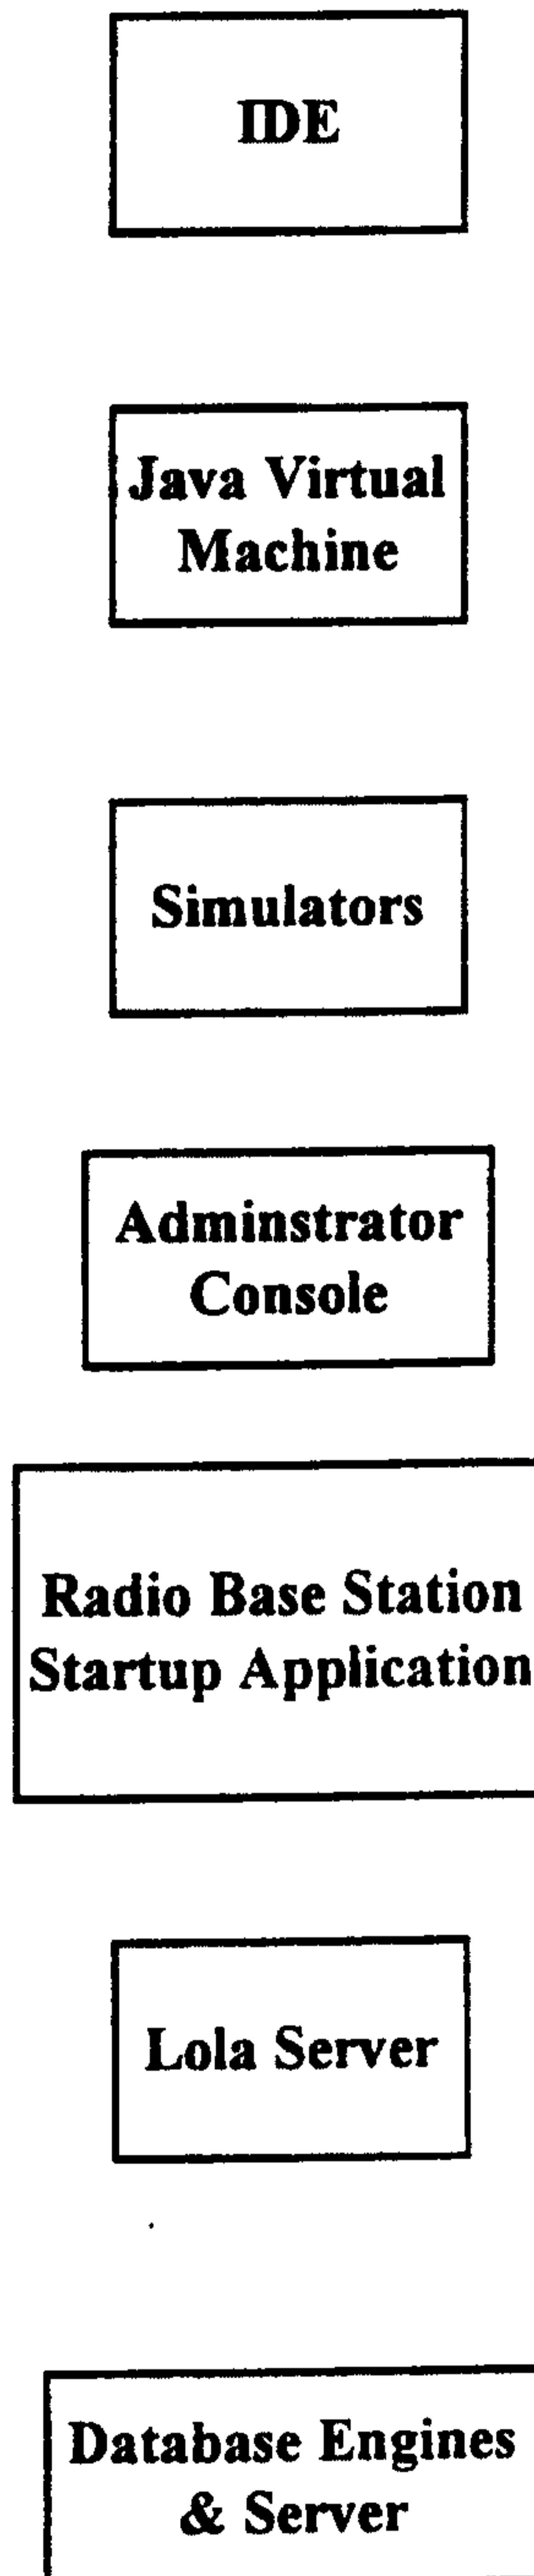 IDE
Java Virtual
Machine
Simulators
Adminstrator
Console
Radio Base Station
Startup Application
Lola Server
Database Engines
& Server